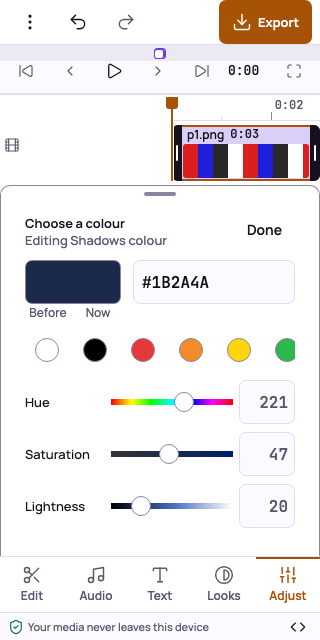 Export
0:00
0:02
p1.png 0:03
Choose a colour
Editing Shadows colour
Done
#1B2A4A
Before Now
Hue 221
Saturation 47
Lightness 20
Edit Audio Text Looks Adjust
Your media never leaves this device